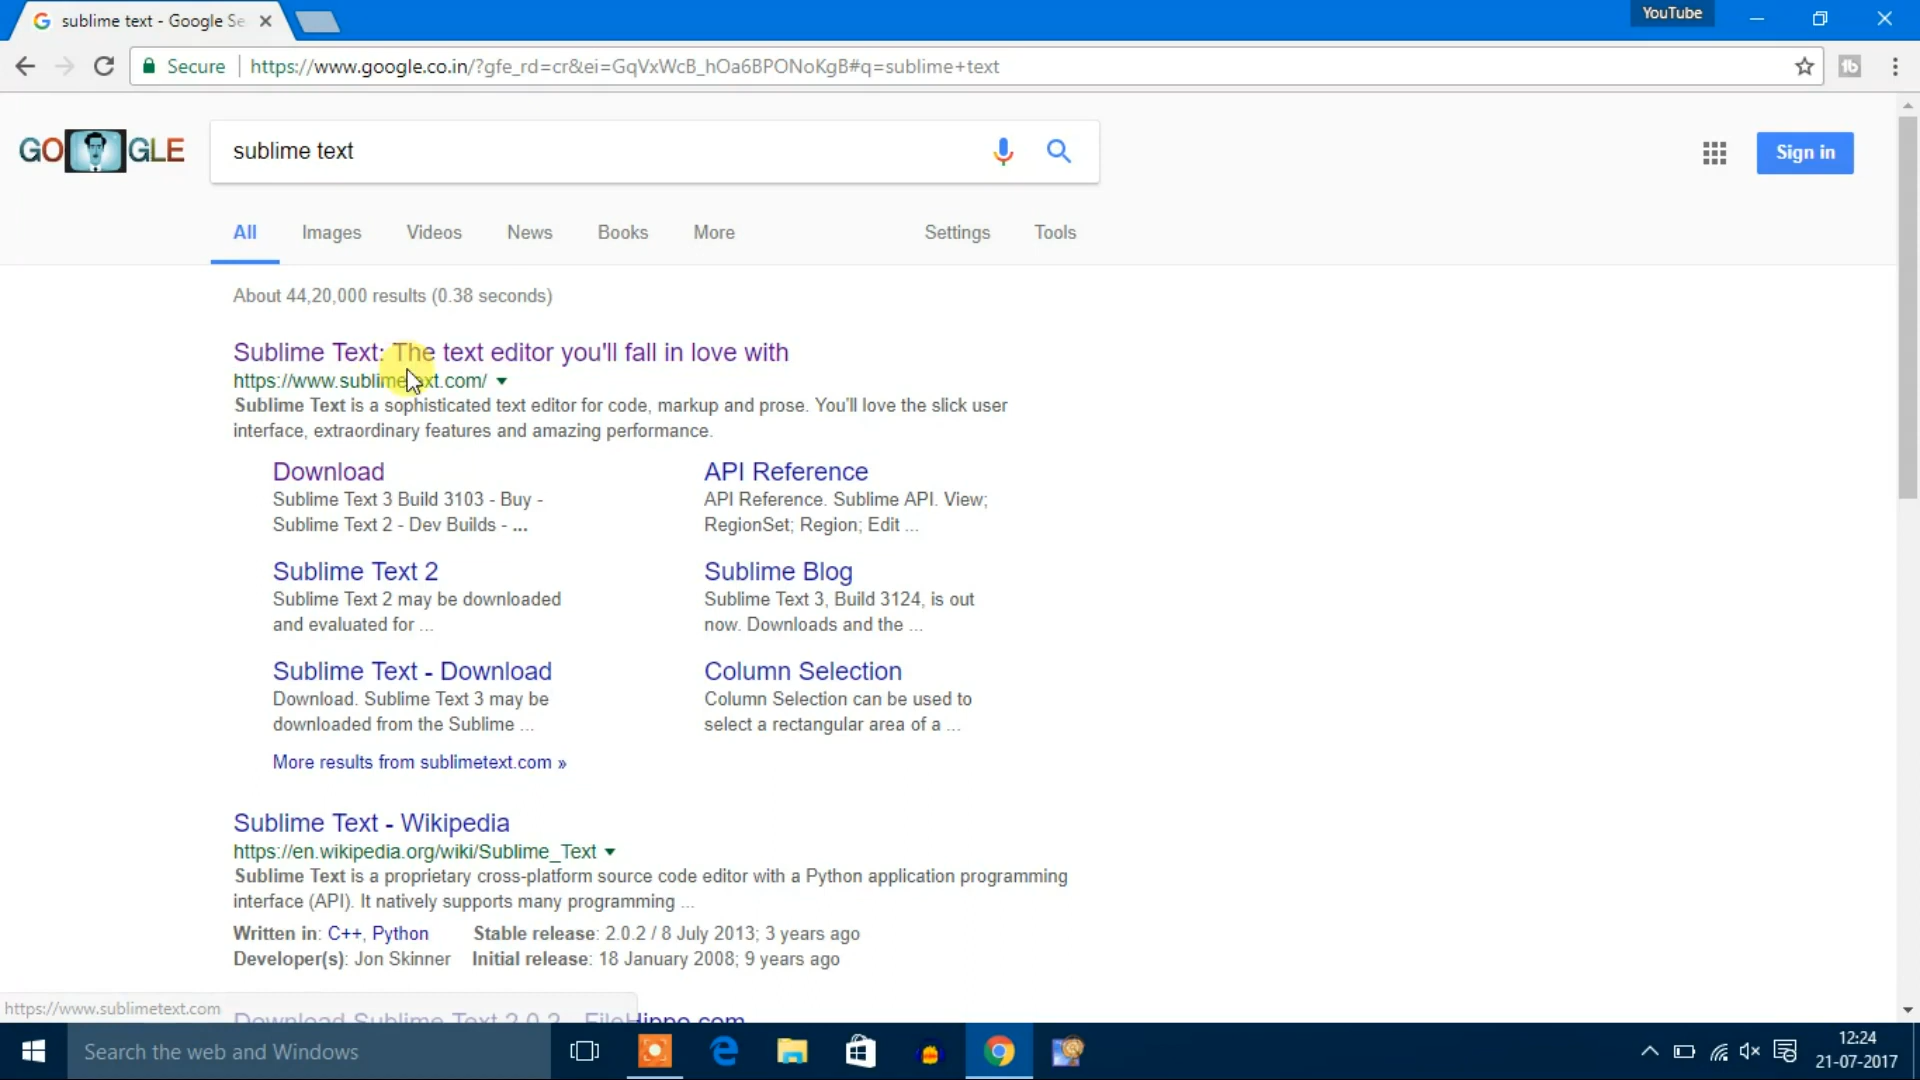 sublime text - Google Se
YouTube
Secure
https://www.google.co.in/?gfe_rd=cr&ei=GqVxWcB_hOa6BPONoKgB#q=sublime+text
GO GLE
sublime text
Sign in
All Images Videos News Books More Settings Tools
About 44,20,000 results (0.38 seconds)
Sublime Text: The text editor you'll fall in love with
https://www.sublimetext.com/
Sublime Text is a sophisticated text editor for code, markup and prose. You'll love the slick user
interface, extraordinary features and amazing performance.
Download
Sublime Text 3 Build 3103 - Buy -
Sublime Text 2 - Dev Builds - ...
API Reference
API Reference. Sublime API. View;
RegionSet; Region; Edit ...
Sublime Text 2
Sublime Text 2 may be downloaded
and evaluated for ...
Sublime Blog
Sublime Text 3, Build 3124, is out
now. Downloads and the ...
Sublime Text - Download
Download. Sublime Text 3 may be
downloaded from the Sublime ...
Column Selection
Column Selection can be used to
select a rectangular area of a ...
More results from sublimetext.com »
Sublime Text - Wikipedia
https://en.wikipedia.org/wiki/Sublime_Text
Sublime Text is a proprietary cross-platform source code editor with a Python application programming
interface (API). It natively supports many programming ...
Written in: C++, Python Stable release: 2.0.2 / 8 July 2013; 3 years ago
Developer(s): Jon Skinner Initial release: 18 January 2008; 9 years ago
https://www.sublimetext.com
Download Sublime Text 2.0.2 - FileHippo.com
Search the web and Windows
12:24
21-07-2017